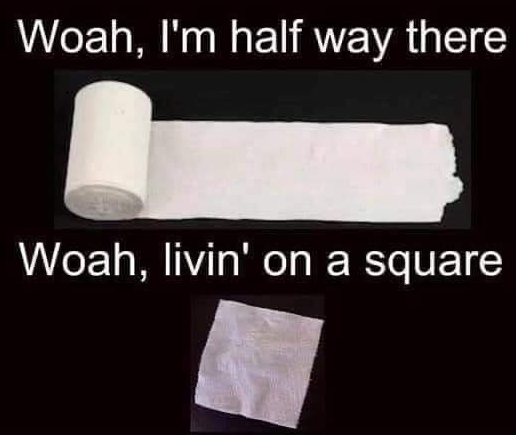 Woah, I'm half way there
Woah, livin' on a square